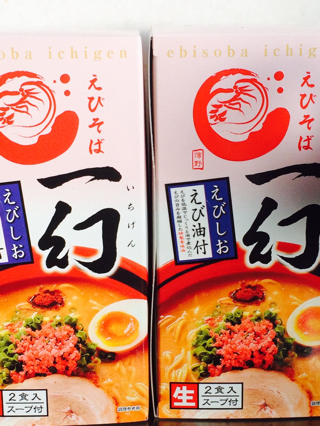 ebisoba ichigen
えびそば
一幻
いちげん
えびしお
2食入
スープ付
ebisoba ichigen
えびそば
一幻
えびしお
えび油付
生
2食入
スープ付